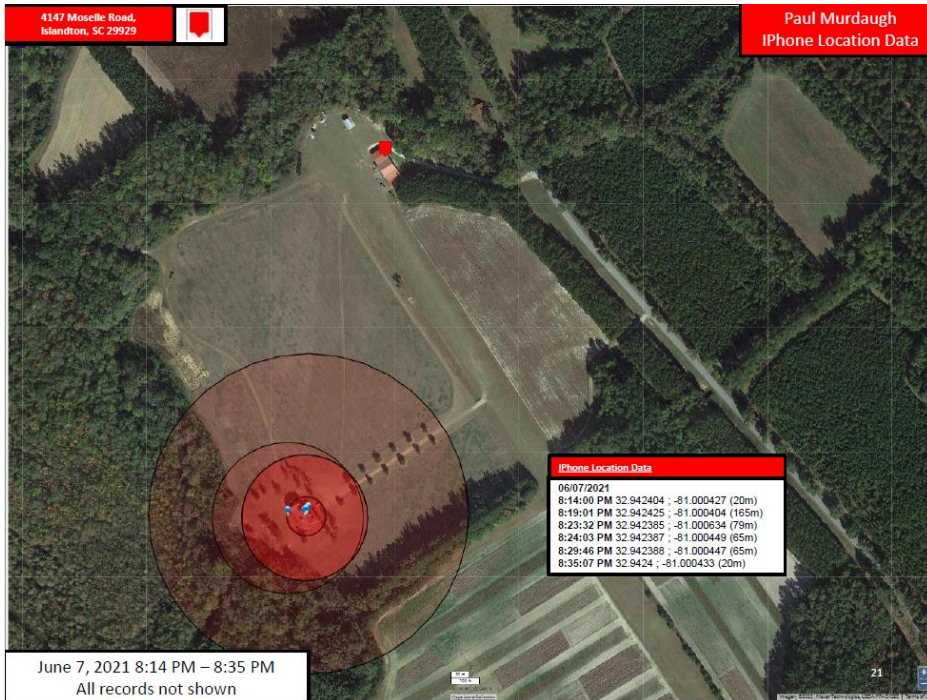 4147 Moselle Road,
Islandton, SC 29929
Paul Murdaugh
IPhone Location Data
IPhone Location Data
06/07/2021
8:14:00 PM 32.942404 ; -81.000427 (20m)
8:19:01 PM 32.942425 ; -81.000404 (165m)
8:23:32 PM 32.942385 ; -81.000634 (79m)
8:24:03 PM 32.942387 ; -81.000449 (65m)
8:29:46 PM 32.942388 ; -81.000447 (65m)
8:35:07 PM 32.9424 ; -81.000433 (20m)
June 7, 2021 8:14 PM – 8:35 PM
All records not shown
21